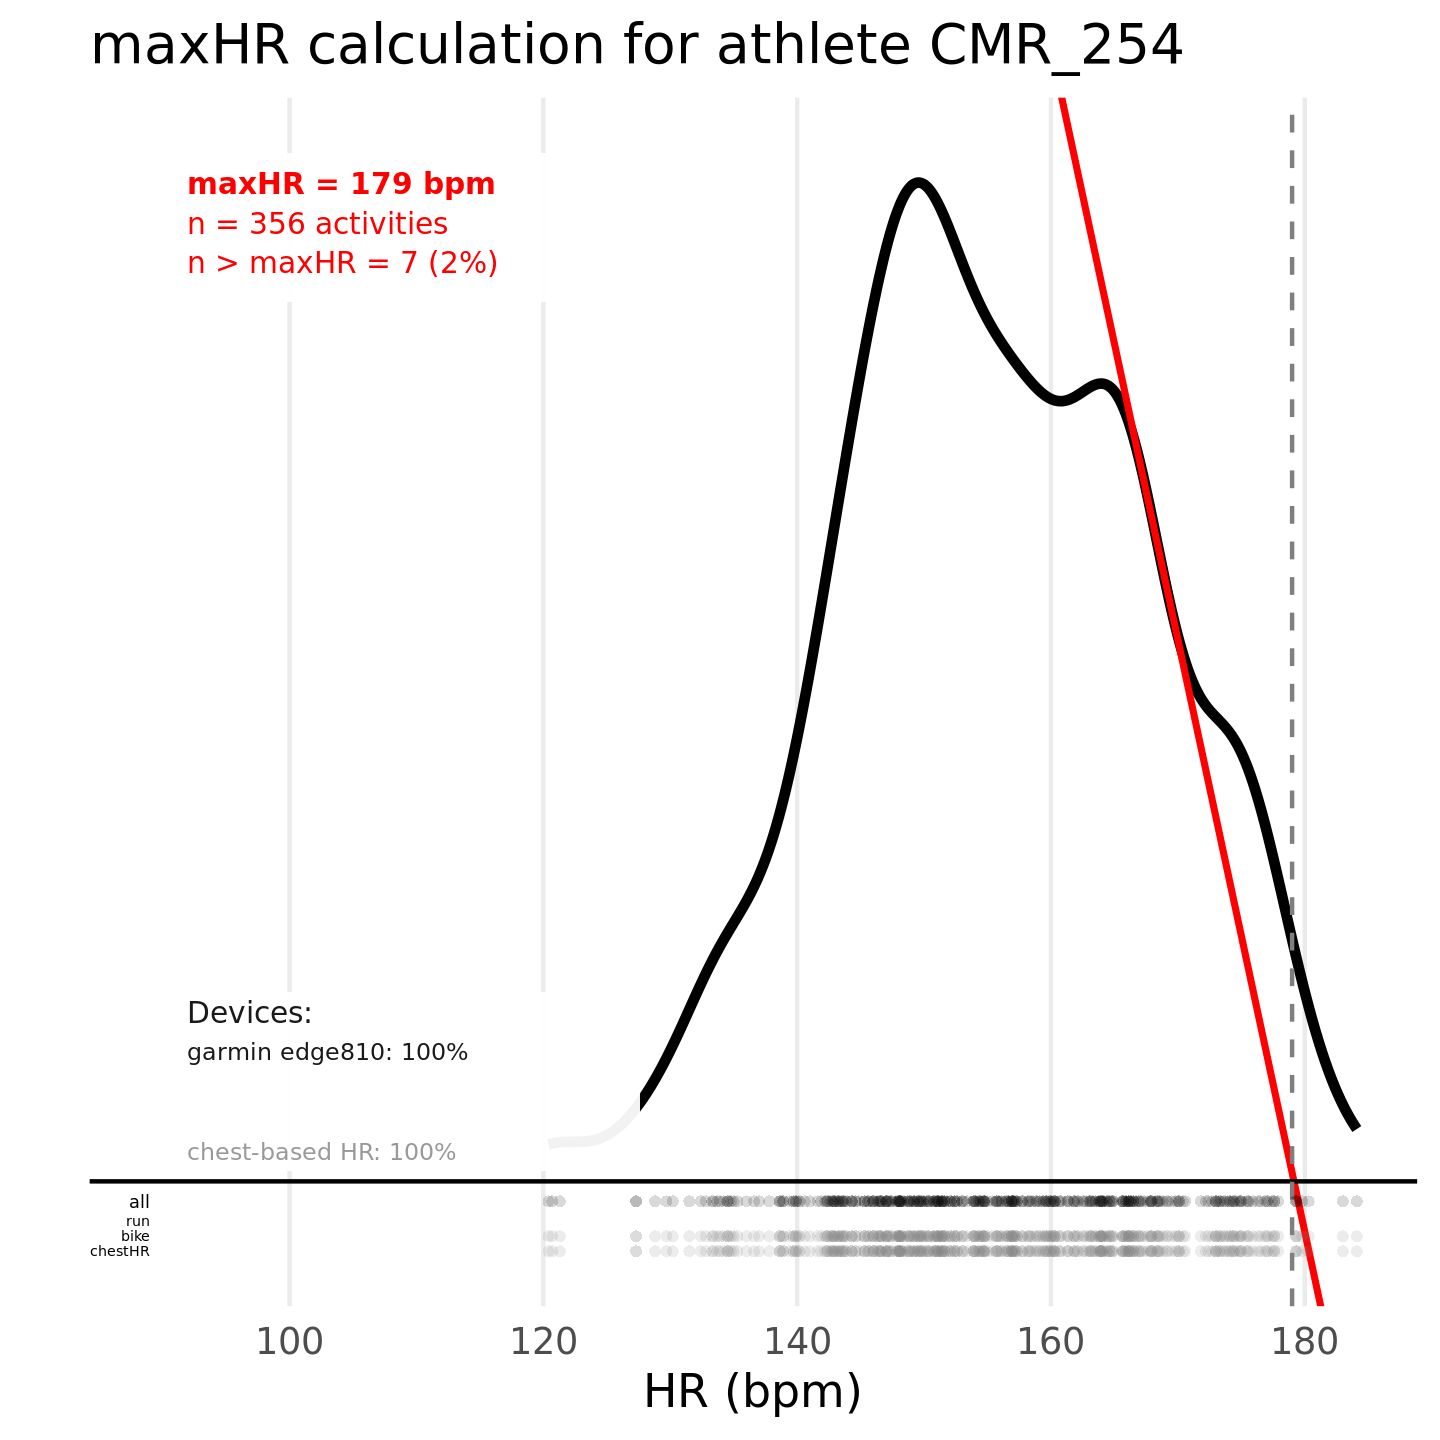 maxHR calculation for athlete CMR_254
maxHR = 179 bpm
n = 356 activities
n > maxHR = 7 (2%)
Devices:
garmin edge810: 100%
chest-based HR: 100%
all
run
bike
chestHR
100 120 140 160 180
HR (bpm)